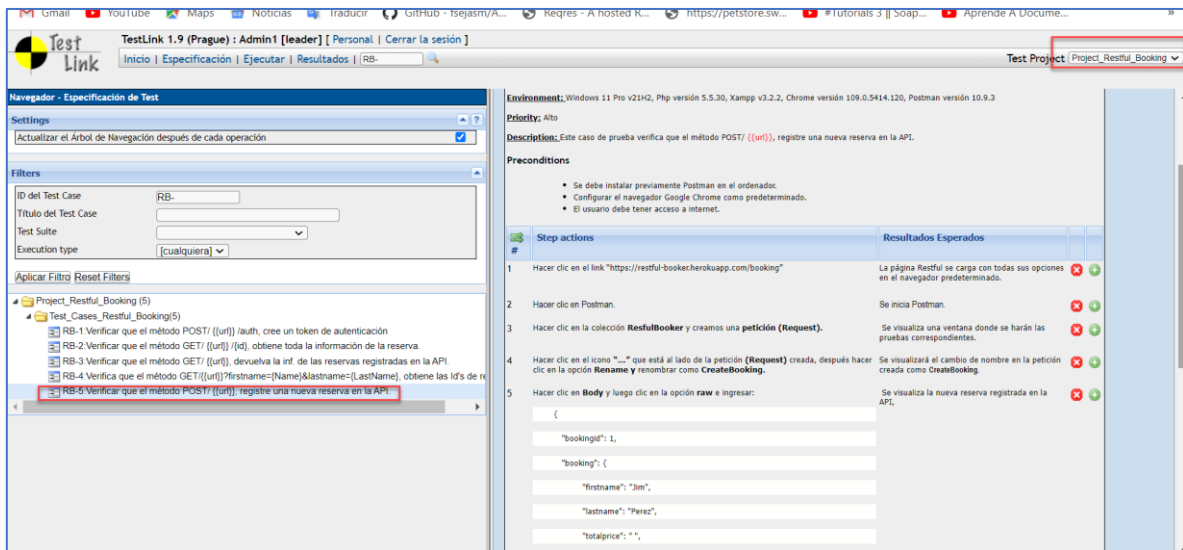 Gmail YouTube Maps Noticias Traducir GitHub - fsejasm/A... Reqres - A hosted R... https://petstore.sw... #Tutorials 3 || Soap... Aprende A Docume... »
Test Link
TestLink 1.9 (Prague) : Admin1 [leader] [ Personal | Cerrar la sesión ]
Inicio | Especificación | Ejecutar | Resultados | RB-
Test Project Project_Restful_Booking
Navegador - Especificación de Test
Settings
Actualizar el Árbol de Navegación después de cada operación
Filters
ID del Test Case RB-
Título del Test Case
Test Suite
Execution type [cualquiera]
Aplicar Filtro Reset Filters
Project_Restful_Booking (5)
Test_Cases_Restful_Booking(5)
RB-1:Verificar que el método POST/ {{url}} /auth, cree un token de autenticación
RB-2:Verificar que el método GET/ {{url}} /{id}, obtiene toda la información de la reserva.
RB-3:Verificar que el método GET/ {{url}}, devuelva la inf. de las reservas registradas en la API.
RB-4:Verifica que el método GET/{{url}}?firstname={Name}&lastname={LastName}, obtiene las Id's de re
RB-5:Verificar que el método POST/ {{url}}, registre una nueva reserva en la API.
Environment: Windows 11 Pro v21H2, Php versión 5.5.30, Xampp v3.2.2, Chrome versión 109.0.5414.120, Postman versión 10.9.3
Priority: Alto
Description: Este caso de prueba verifica que el método POST/ {{url}}, registre una nueva reserva en la API.
Preconditions
• Se debe instalar previamente Postman en el ordenador.
• Configurar el navegador Google Chrome como predeterminado.
• El usuario debe tener acceso a internet.
# Step actions Resultados Esperados
1 Hacer clic en el link "https://restful-booker.herokuapp.com/booking" La página Restful se carga con todas sus opciones
en el navegador predeterminado.
2 Hacer clic en Postman. Se inicia Postman.
3 Hacer clic en la colección ResfulBooker y creamos una petición (Request). Se visualiza una ventana donde se harán las
pruebas correspondientes.
4 Hacer clic en el icono "..." que está al lado de la petición (Request) creada, después hacer Se visualizará el cambio de nombre en la petición
clic en la opción Rename y renombrar como CreateBooking. creada como CreateBooking.
5 Hacer clic en Body y luego clic en la opción raw e ingresar: Se visualiza la nueva reserva registrada en la
API,
{
"bookingid": 1,
"booking": {
"firstname": "Jim",
"lastname": "Perez",
"totalprice": " ",